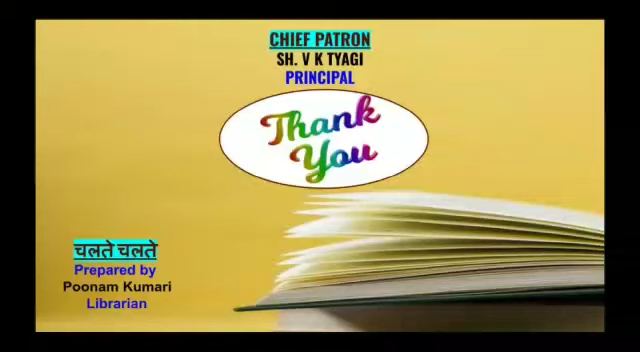 CHIEF PATRON
SH. V K TYAGI
PRINCIPAL
Thank
You
चलते चलते
Prepared by
Poonam Kumari
Librarian